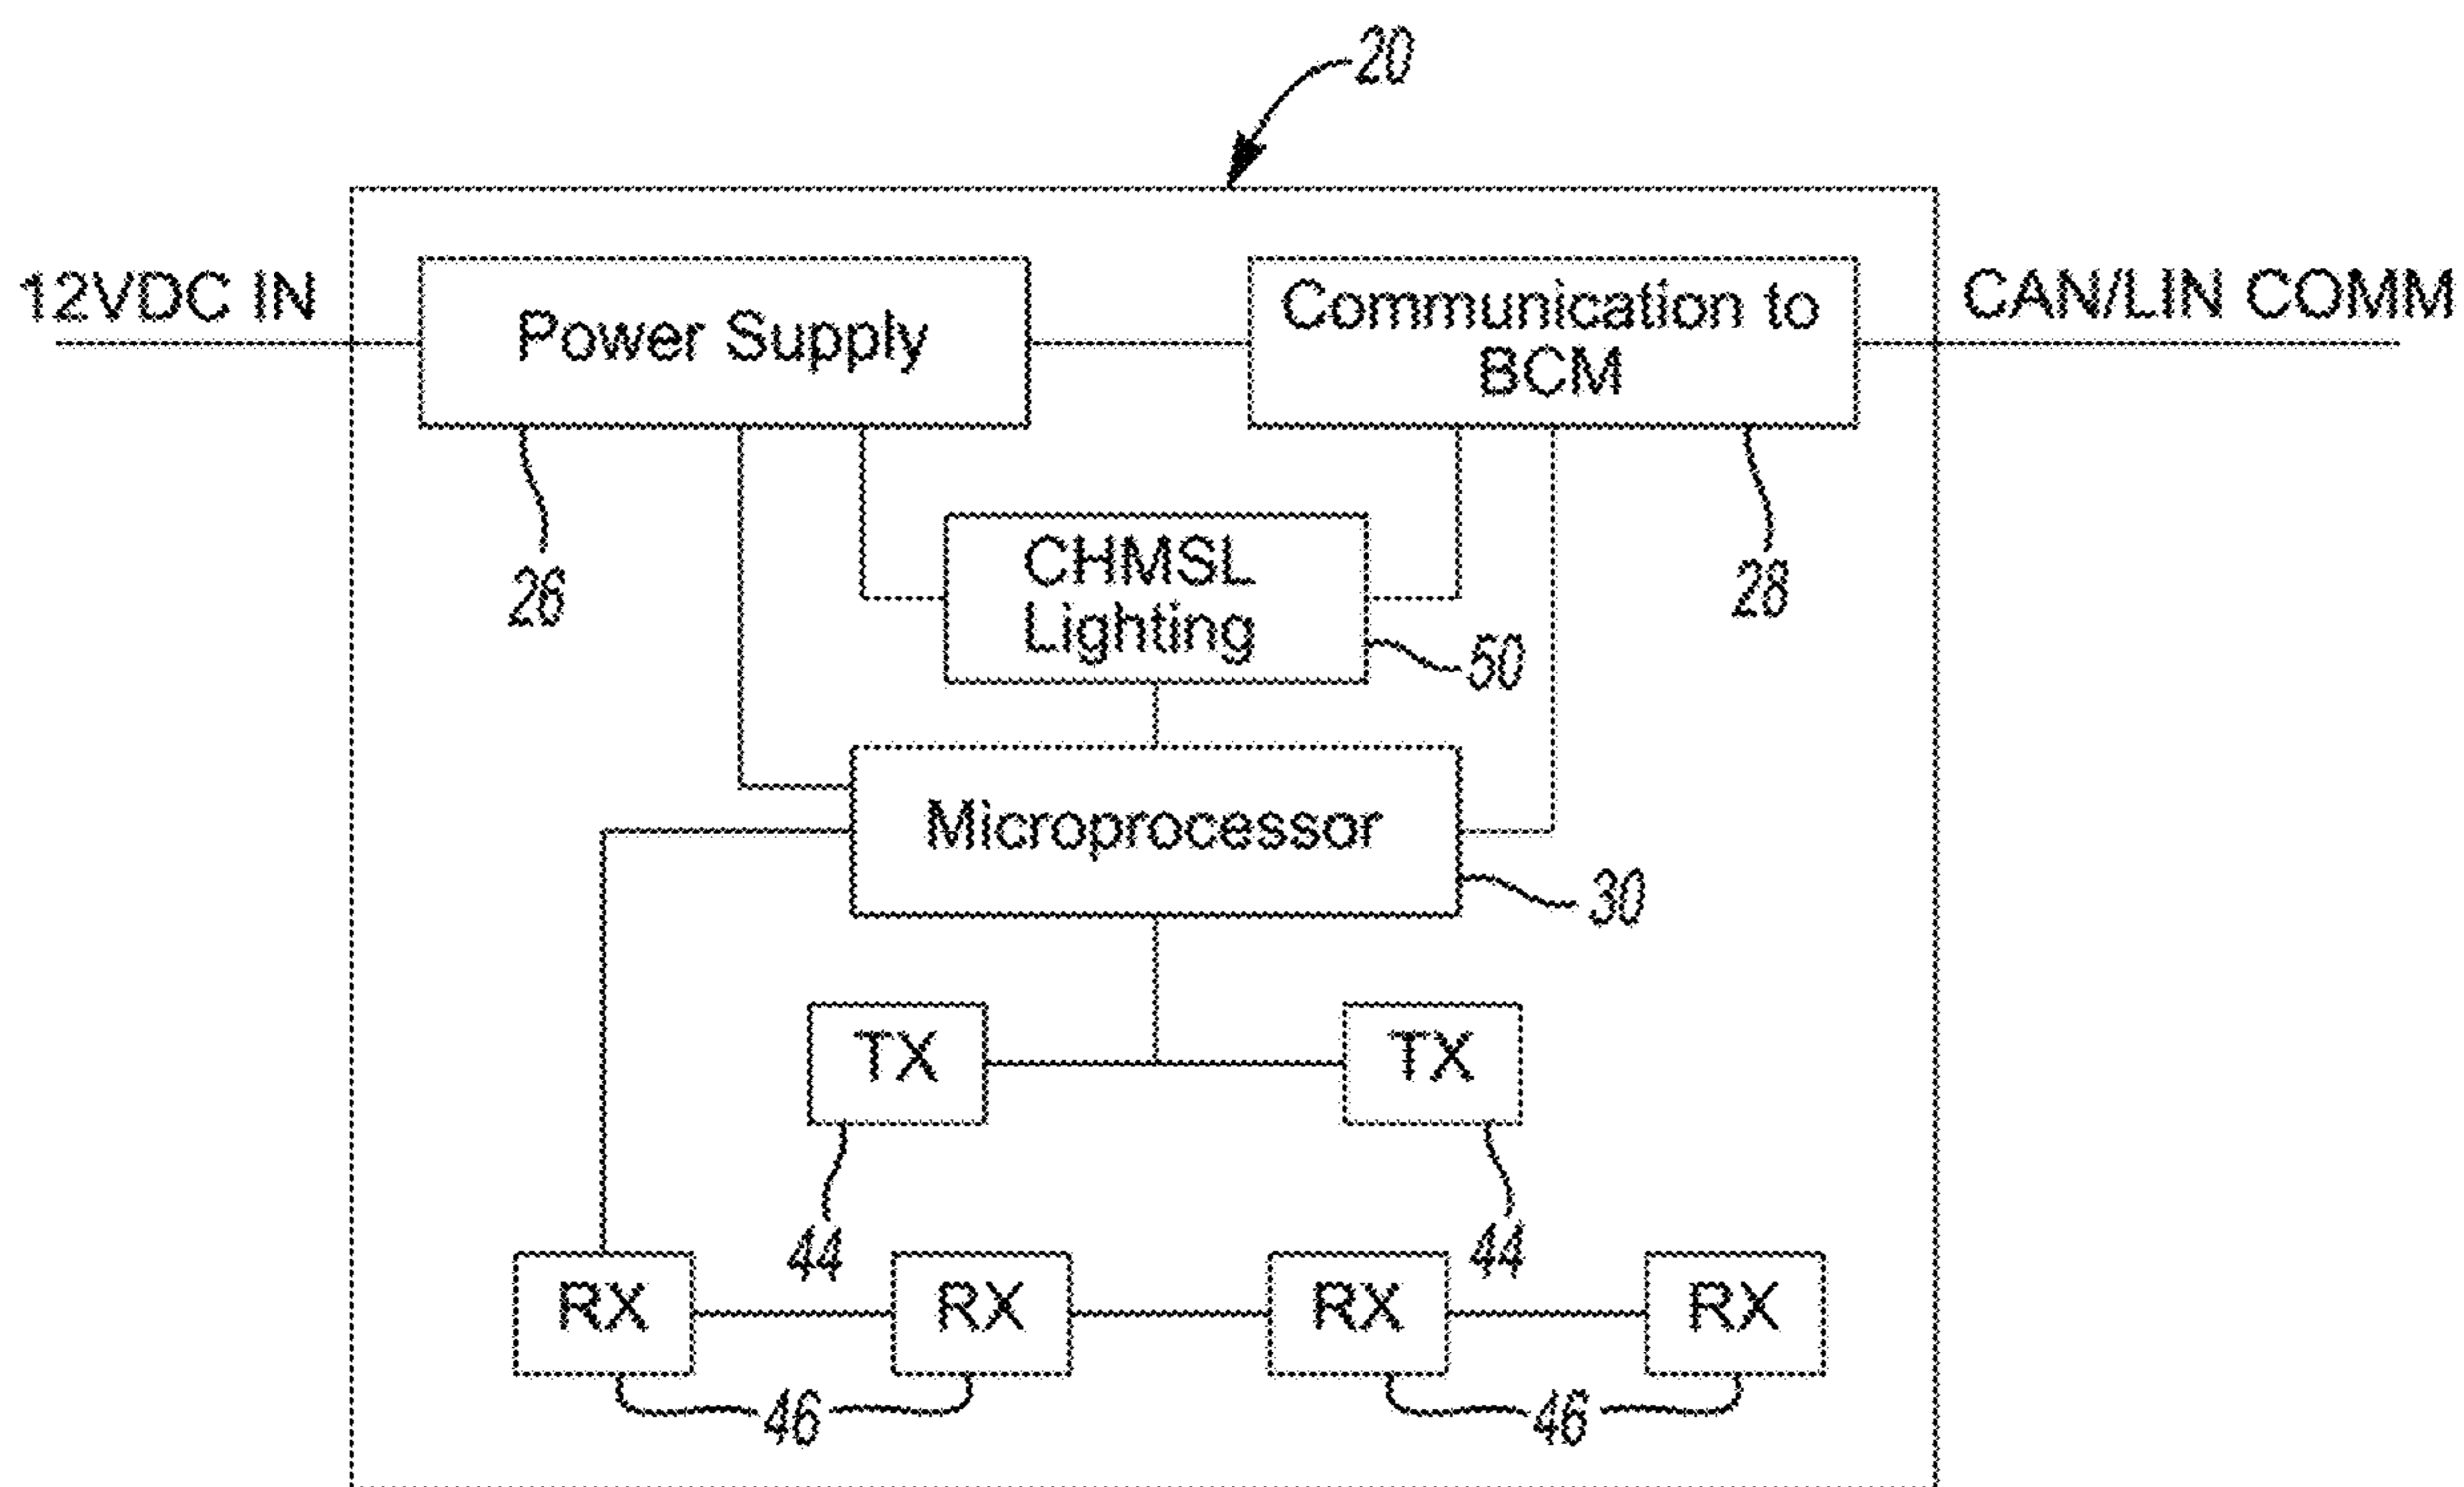 20
12VDC IN
Power Supply
Communication to
BCM
CAN/LIN COMM
26
CHMSL
Lighting
50
28
Microprocessor
30
TX
TX
44
44
RX
RX
RX
RX
46
46